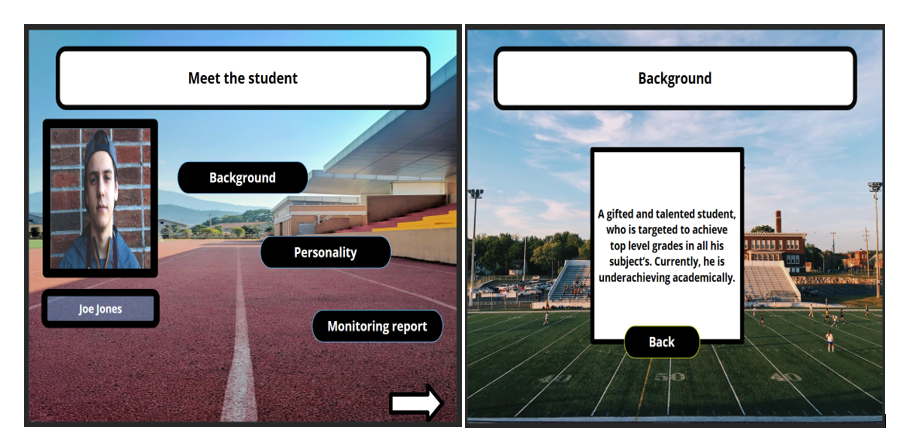 Meet the student
Background
Personality
Joe Jones
Monitoring report
Background
A gifted and talented student,
who is targeted to achieve
top level grades in all his
subject's. Currently, he is
underachieving academically.
Back
40
50
40